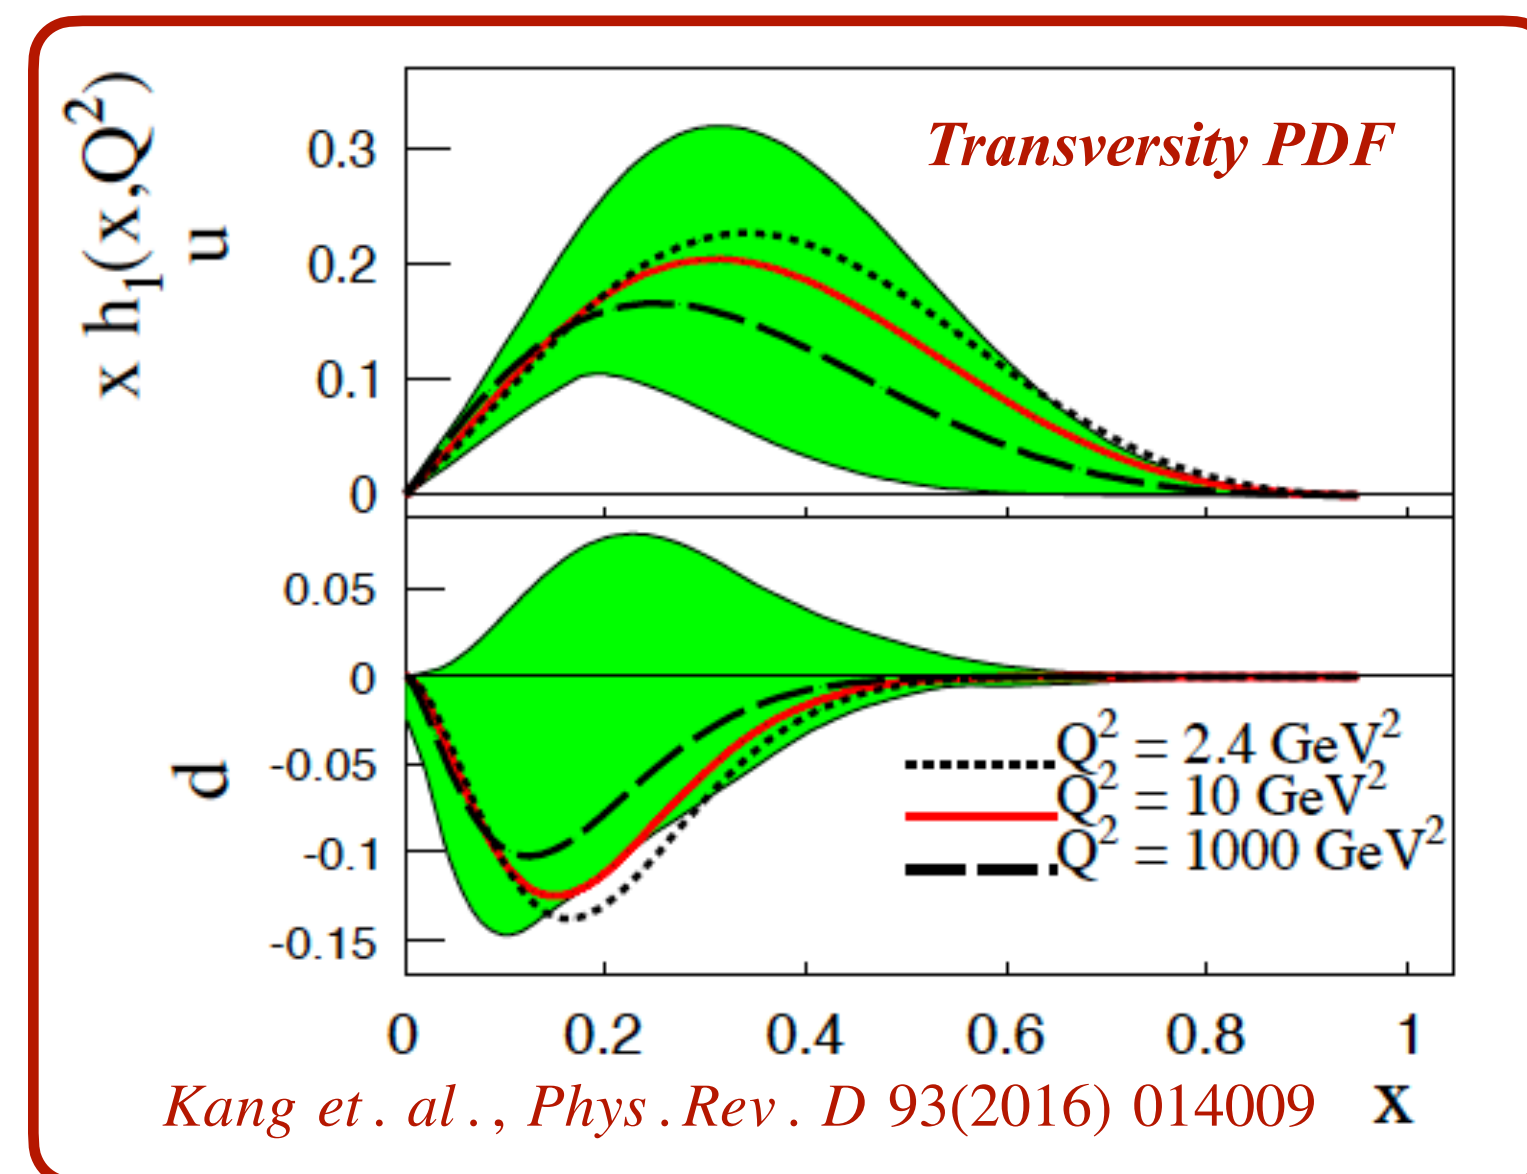 Transversity PDF
x h1(x,Q2)
u
0.3
0.2
0.1
0
d
0.05
0
-0.05
-0.1
-0.15
Q2 = 2.4 GeV2
Q2 = 10 GeV2
Q2 = 1000 GeV2
0 0.2 0.4 0.6 0.8 1
x
Kang et. al., Phys. Rev. D 93(2016) 014009